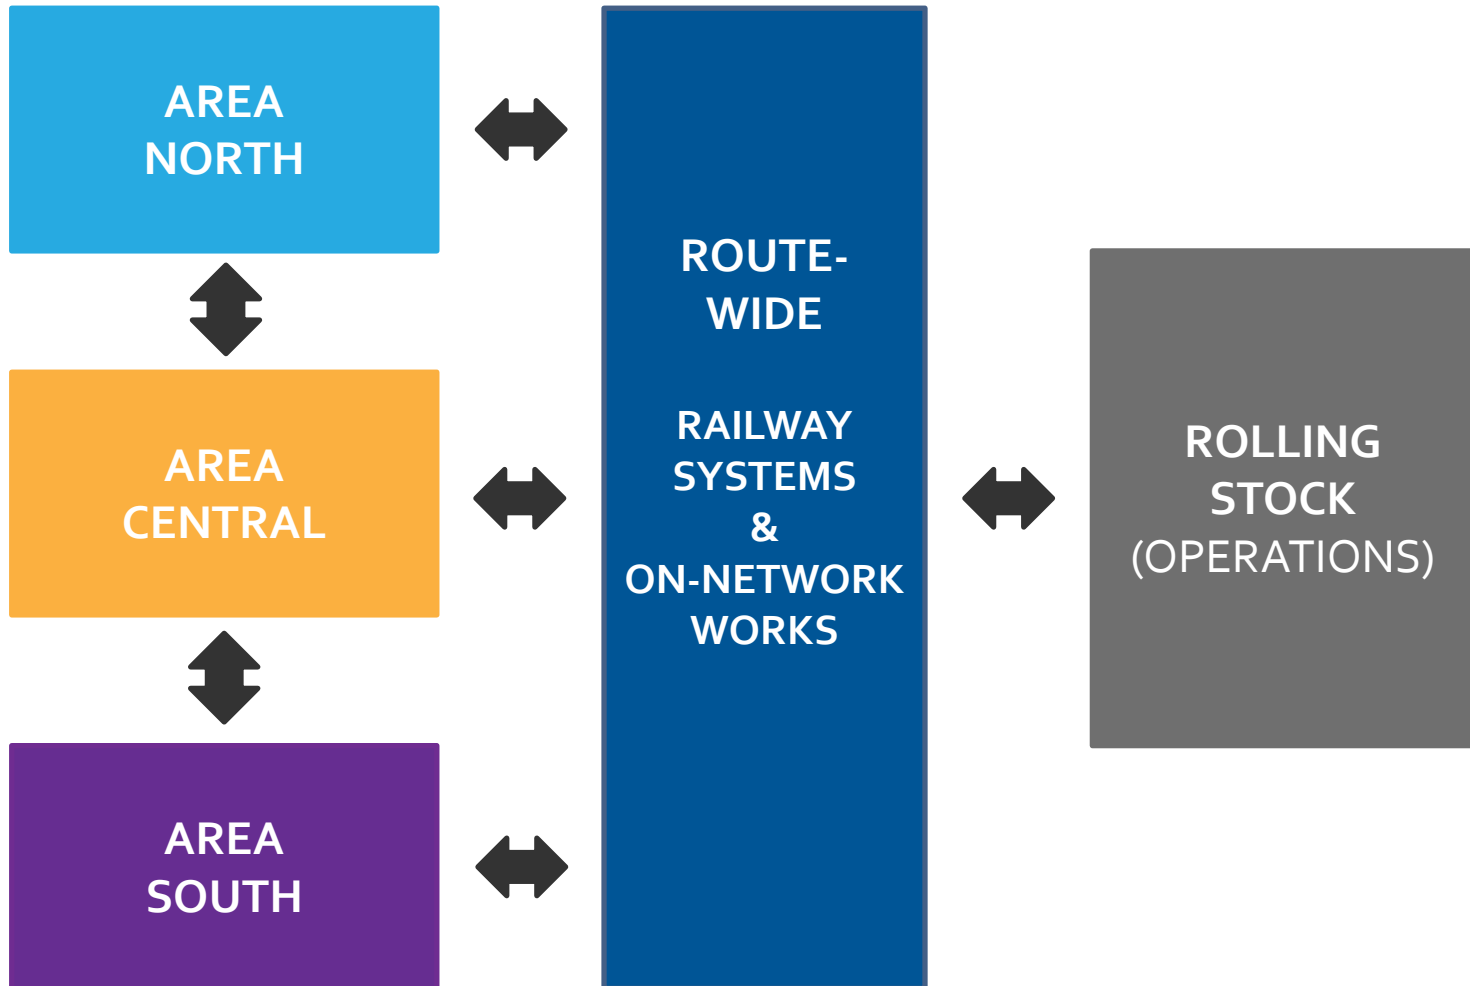 AREA
NORTH
AREA
CENTRAL
AREA
SOUTH
ROUTE-
WIDE
RAILWAY
SYSTEMS
&
ON-NETWORK
WORKS
ROLLING
STOCK
(OPERATIONS)